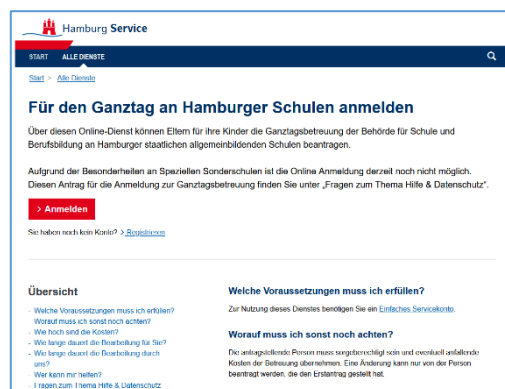 Hamburg Service
START ALLE DIENSTE
Start > Alle Dienste
Für den Ganztag an Hamburger Schulen anmelden
Über diesen Online-Dienst können Eltern für ihre Kinder die Ganztagsbetreuung der Behörde für Schule und
Berufsbildung an Hamburger staatlichen allgemeinbildenden Schulen beantragen.
Aufgrund der Besonderheiten an Speziellen Sonderschulen ist die Online Anmeldung derzeit noch nicht möglich.
Diesen Antrag für die Anmeldung zur Ganztagsbetreuung finden Sie unter „Fragen zum Thema Hilfe & Datenschutz".
> Anmelden
Sie haben noch kein Konto? > Registrieren
Übersicht
- Welche Voraussetzungen muss ich erfüllen?
Worauf muss ich sonst noch achten?
- Wie hoch sind die Kosten?
- Wie lange dauert die Bearbeitung für Sie?
- Wie lange dauert die Bearbeitung durch
uns?
- Wer kann mir helfen?
- Fragen zum Thema Hilfe & Datenschutz
Welche Voraussetzungen muss ich erfüllen?
Zur Nutzung dieses Dienstes benötigen Sie ein Einfaches Servicekonto.
Worauf muss ich sonst noch achten?
Die antragstellende Person muss sorgeberechtigt sein und eventuell anfallende
Kosten der Betreuung übernehmen. Eine Änderung kann nur von der Person
beantragt werden, die den Erstantrag gestellt hat.